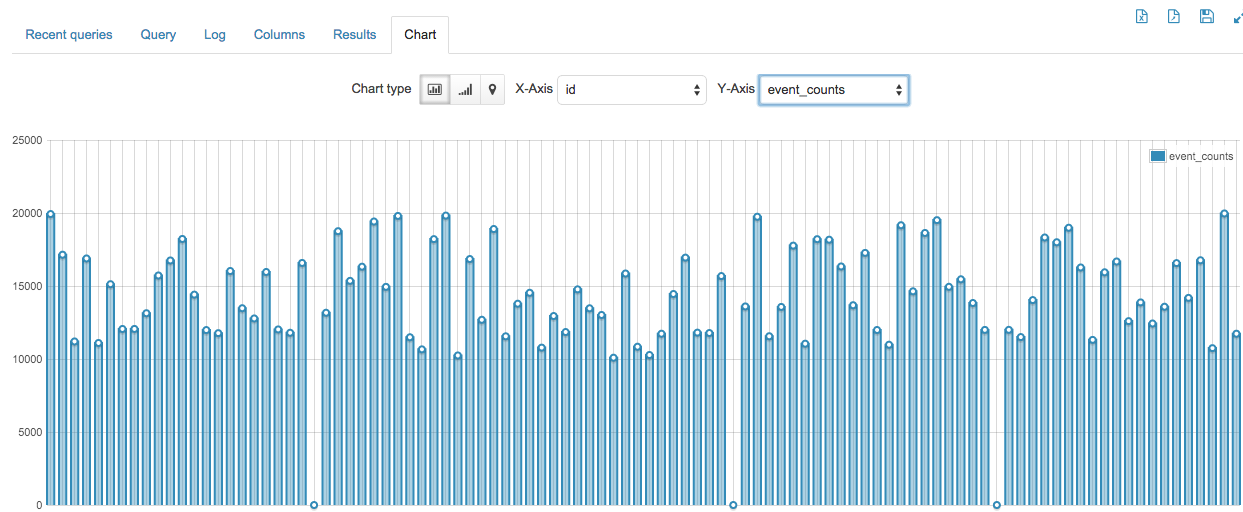 Recent queries Query Log Columns Results Chart
Chart type X-Axis id Y-Axis event_counts
25000
event_counts
20000
15000
10000
5000
0